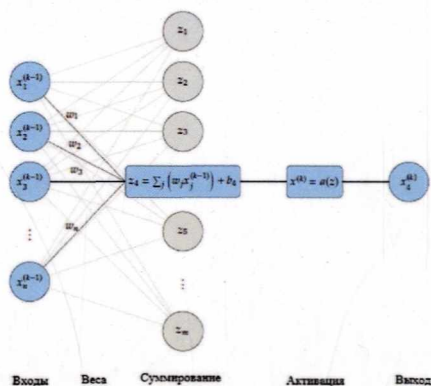 z₁
x₁⁽ᵏ⁻¹⁾
z₂
w₁
x₂⁽ᵏ⁻¹⁾
z₃
w₂
w₃
x₃⁽ᵏ⁻¹⁾
z₄ = ∑ⱼ (wⱼxⱼ⁽ᵏ⁻¹⁾) + b₄
x⁽ᵏ⁾ = a(z)
x₄⁽ᵏ⁾
z₅
⋮
wₙ
xₙ⁽ᵏ⁻¹⁾
⋮
zₘ
Входы Веса Суммирование Активация Выход